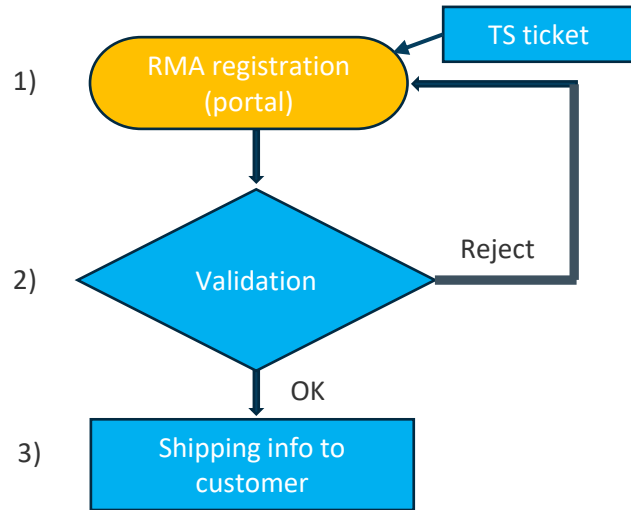 TS ticket
1)
RMA registration
(portal)
Reject
2)
Validation
OK
3)
Shipping info to
customer